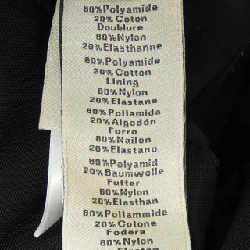 80%Polyamide
20%Coton
Doublure
80%Nylon
20%Elasthanne
80%Polyamide
20%Cotton
Lining
80%Nylon
20%Elastane
80%Poliamida
20%Algodón
Forro
80%Nailon
20%Elastano
80%Polyamid
20%Baumwolle
Futter
80%Nylon
20%Elasthan
80%Poliammide
20%Cotone
Fodera
80%Nylon